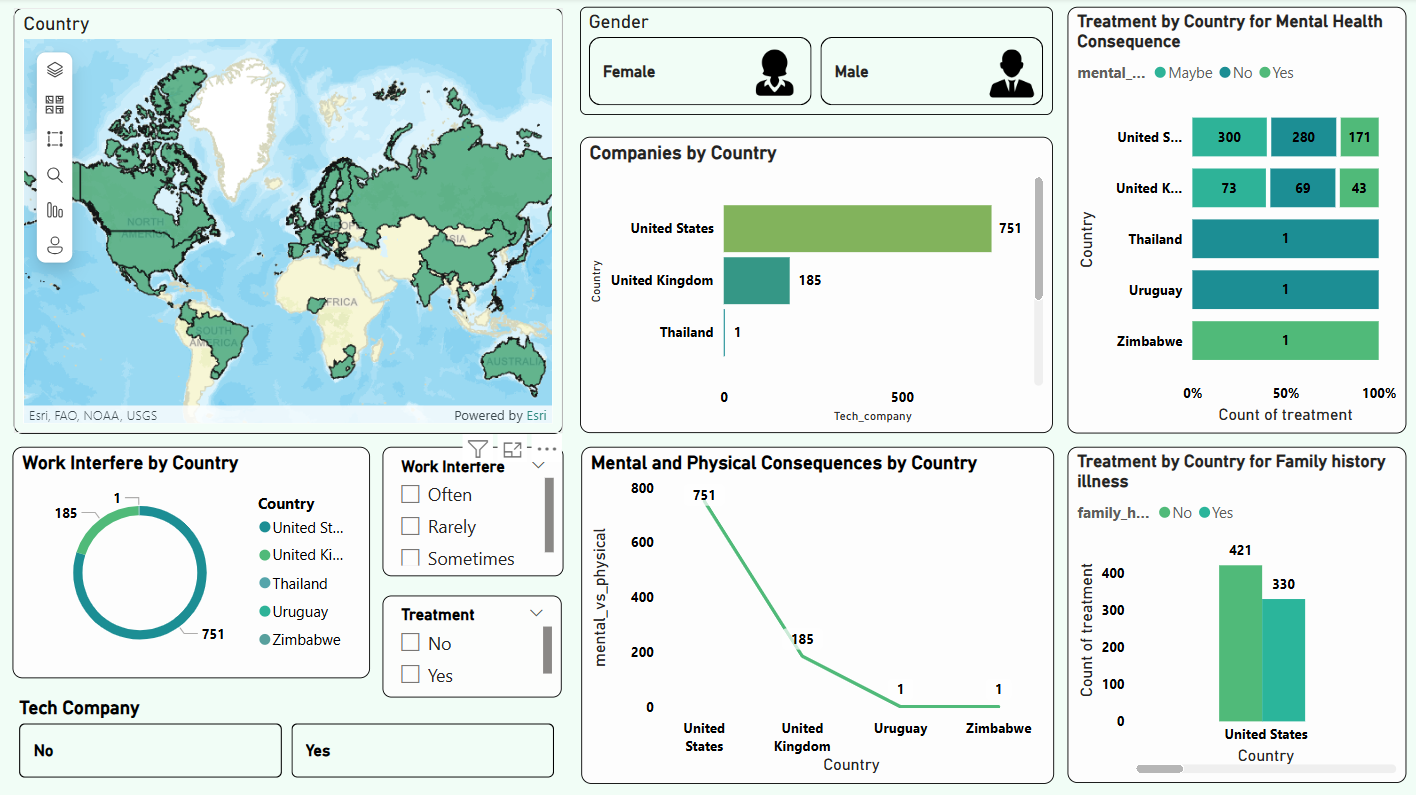 Country
NORTH
AMERICA
ASIA
AFRICA
SOUTH
AMERICA
AUSTRALIA
Esri, FAO, NOAA, USGS
Powered by Esri
Gender
Female
Male
Companies by Country
Country
United States
751
United Kingdom
185
Thailand
1
0
500
Tech_company
Treatment by Country for Mental Health
Consequence
mental_... Maybe No Yes
Country
United S... 300 280 171
United K... 73 69 43
Thailand 1
Uruguay 1
Zimbabwe 1
0% 50% 100%
Count of treatment
Work Interfere by Country
1
185
751
Country
United St...
United Ki...
Thailand
Uruguay
Zimbabwe
Work Interfere
Often
Rarely
Sometimes
Treatment
No
Yes
Tech Company
No
Yes
Mental and Physical Consequences by Country
mental_vs_physical
800
600
400
200
0
751
185
1
1
United
States
United
Kingdom
Uruguay
Zimbabwe
Country
Treatment by Country for Family history
illness
family_h... No Yes
Count of treatment
400
300
200
100
0
421
330
United States
Country